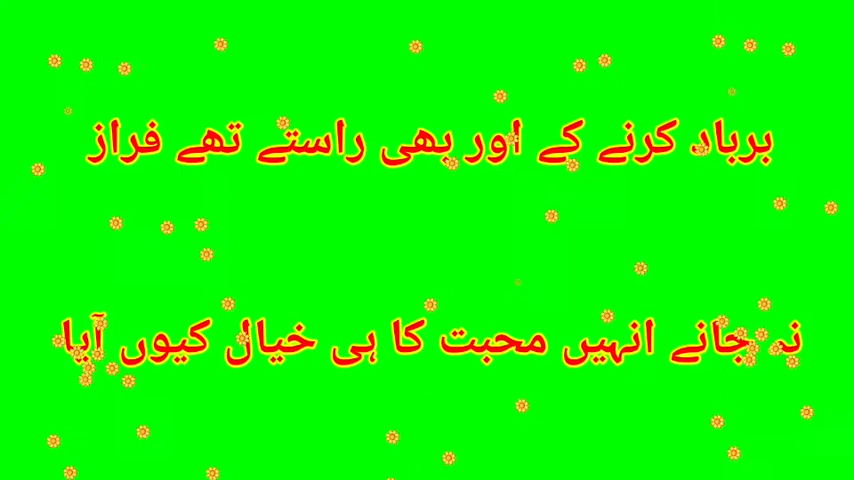 برباد کرنے کے اور بھی راستے تھے فراز
نہ جانے انہیں محبت کا ہی خیال کیوں آیا